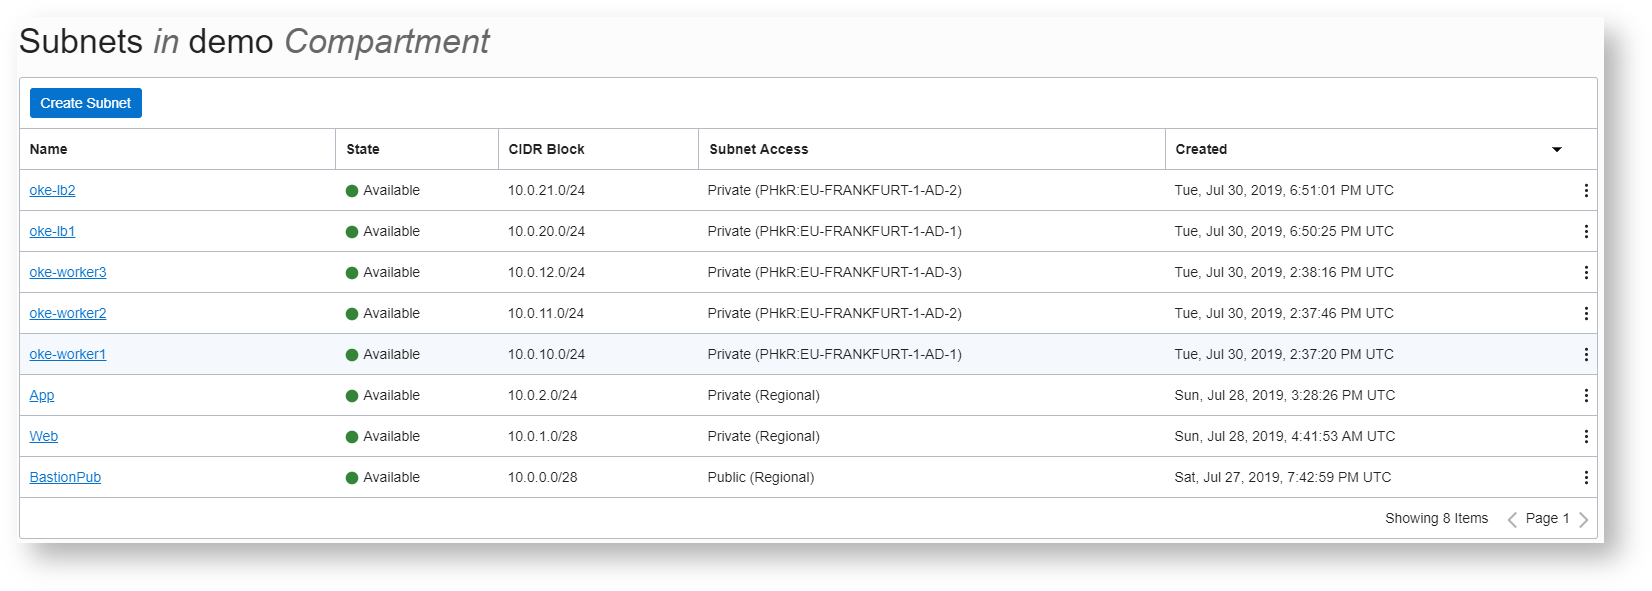 Subnets in demo Compartment
Create Subnet
Name State CIDR Block Subnet Access Created
oke-lb2 Available 10.0.21.0/24 Private (PHkR:EU-FRANKFURT-1-AD-2) Tue, Jul 30, 2019, 6:51:01 PM UTC
oke-lb1 Available 10.0.20.0/24 Private (PHkR:EU-FRANKFURT-1-AD-1) Tue, Jul 30, 2019, 6:50:25 PM UTC
oke-worker3 Available 10.0.12.0/24 Private (PHkR:EU-FRANKFURT-1-AD-3) Tue, Jul 30, 2019, 2:38:16 PM UTC
oke-worker2 Available 10.0.11.0/24 Private (PHkR:EU-FRANKFURT-1-AD-2) Tue, Jul 30, 2019, 2:37:46 PM UTC
oke-worker1 Available 10.0.10.0/24 Private (PHkR:EU-FRANKFURT-1-AD-1) Tue, Jul 30, 2019, 2:37:20 PM UTC
App Available 10.0.2.0/24 Private (Regional) Sun, Jul 28, 2019, 3:28:26 PM UTC
Web Available 10.0.1.0/28 Private (Regional) Sun, Jul 28, 2019, 4:41:53 AM UTC
BastionPub Available 10.0.0.0/28 Public (Regional) Sat, Jul 27, 2019, 7:42:59 PM UTC
Showing 8 Items Page 1